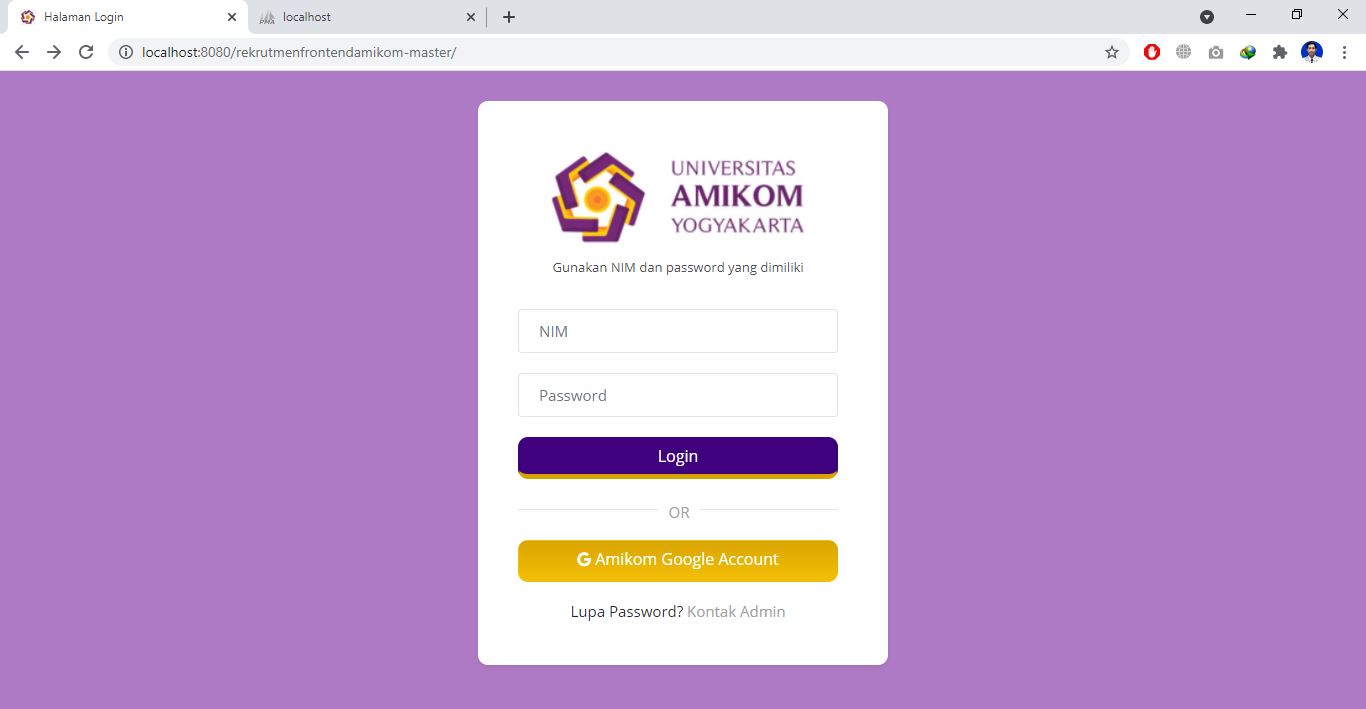 Halaman Login
localhost
localhost:8080/rekrutmenfrontendamikom-master/
UNIVERSITAS
AMIKOM
YOGYAKARTA
Gunakan NIM dan password yang dimiliki
NIM
Password
Login
OR
G Amikom Google Account
Lupa Password? Kontak Admin